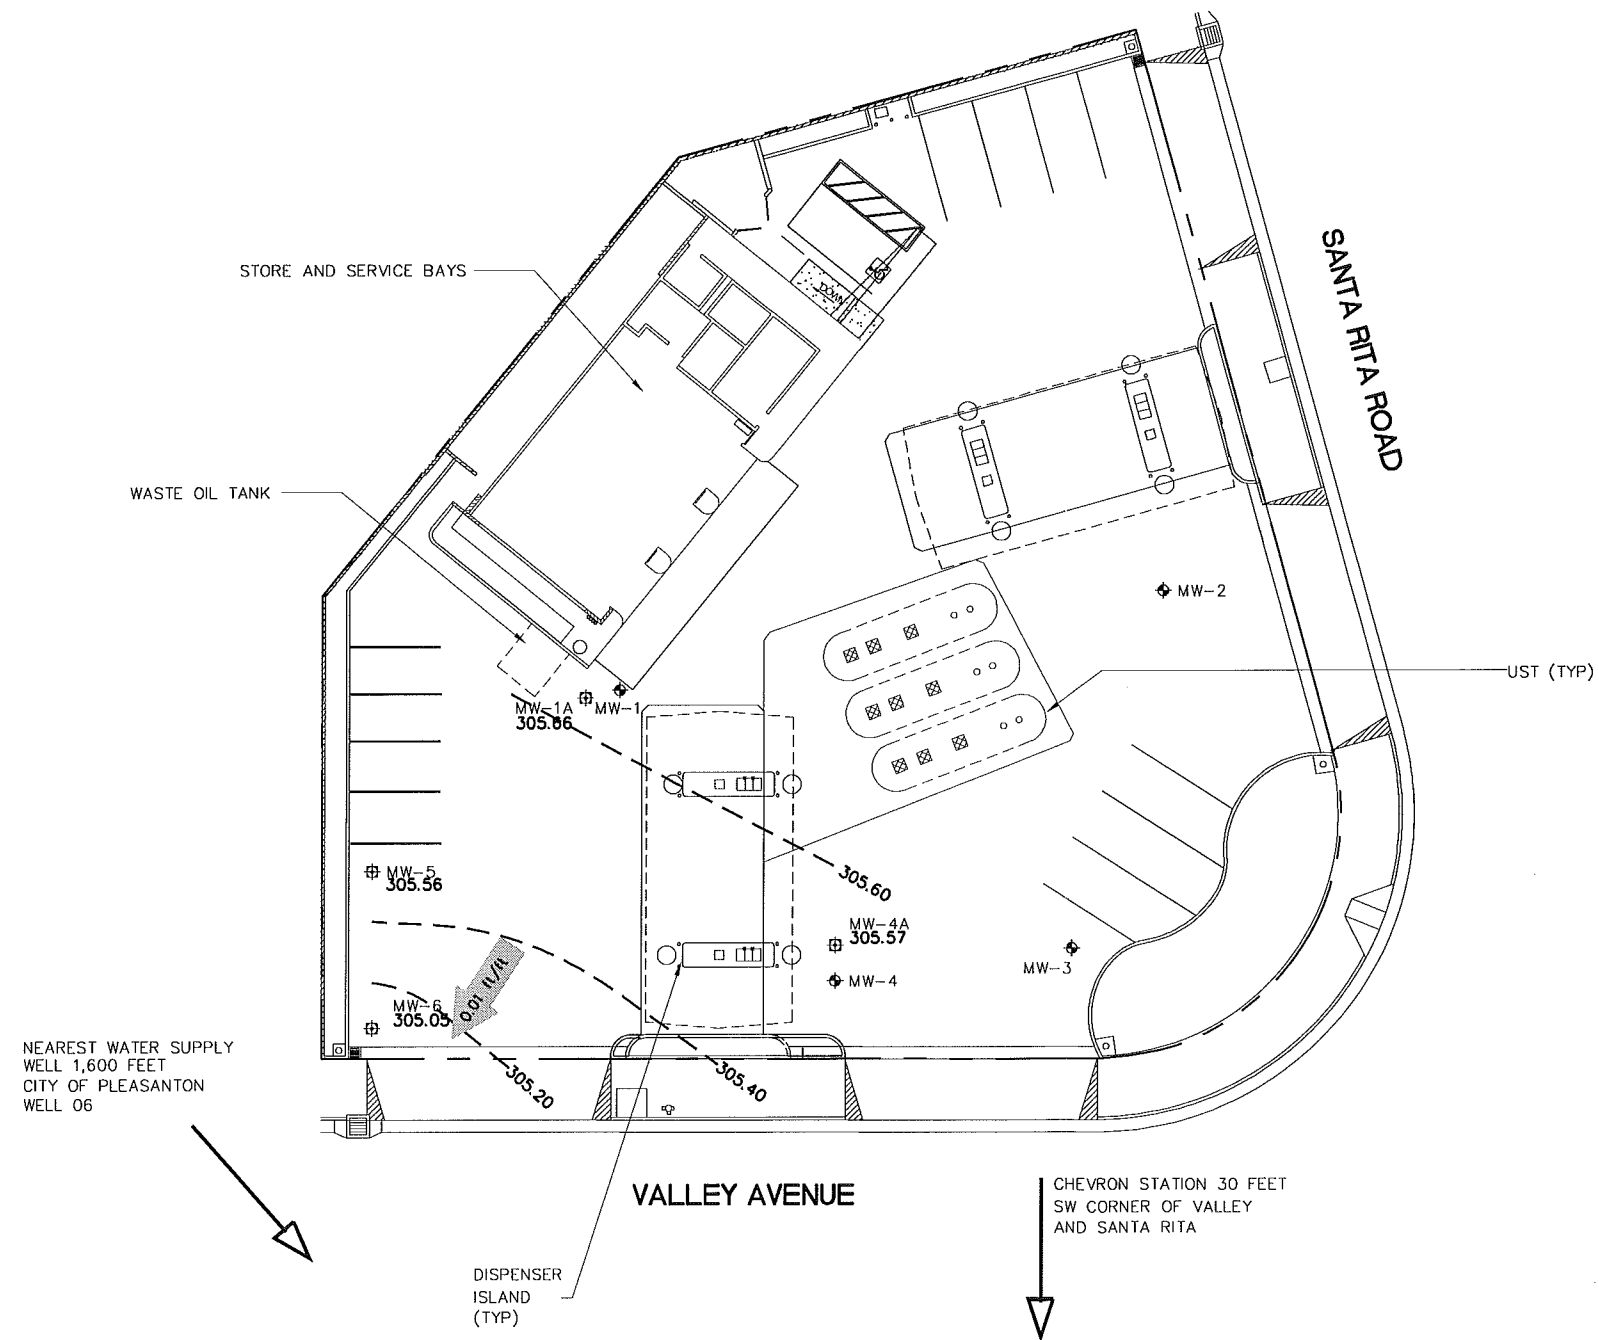 SANTA RITA ROAD
DOWN
STORE AND SERVICE BAYS
WASTE OIL TANK
MW-2
UST (TYP)
MW-1A
305.66
MW-1
305.60
MW-5
305.56
MW-4A
305.57
MW-4
MW-3
0.01 ft/ft
MW-6
305.05
305.20
305.40
NEAREST WATER SUPPLY
WELL 1,600 FEET
CITY OF PLEASANTON
WELL 06
VALLEY AVENUE
CHEVRON STATION 30 FEET
SW CORNER OF VALLEY
AND SANTA RITA
DISPENSER
ISLAND
(TYP)